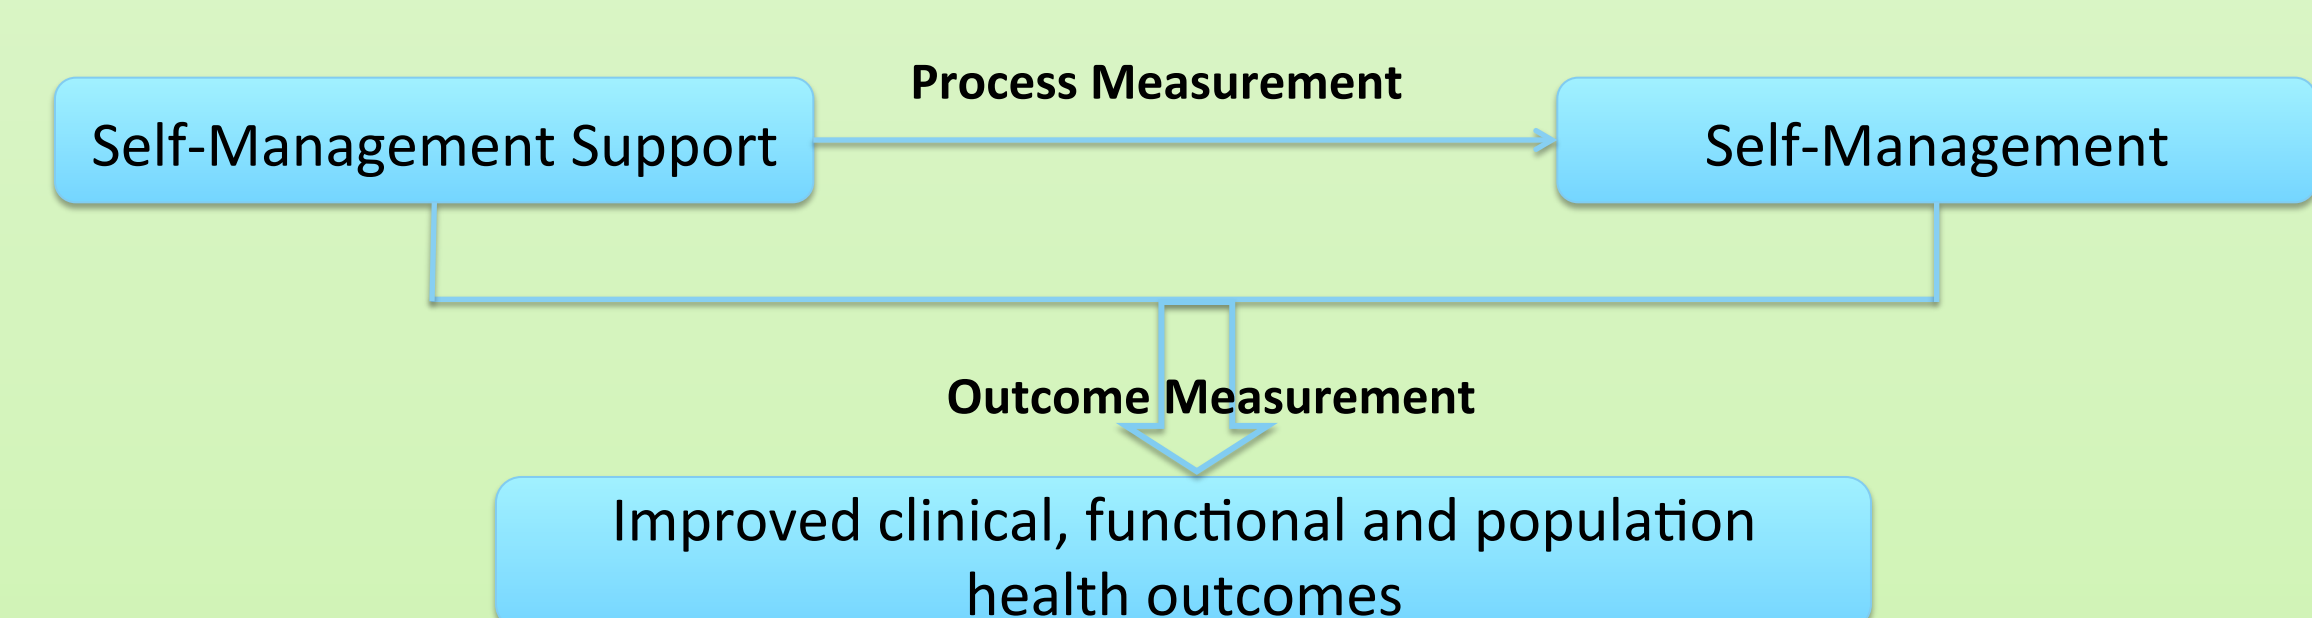 Process Measurement
Self-Management Support
Self-Management
Outcome Measurement
Improved clinical, functional and population
health outcomes